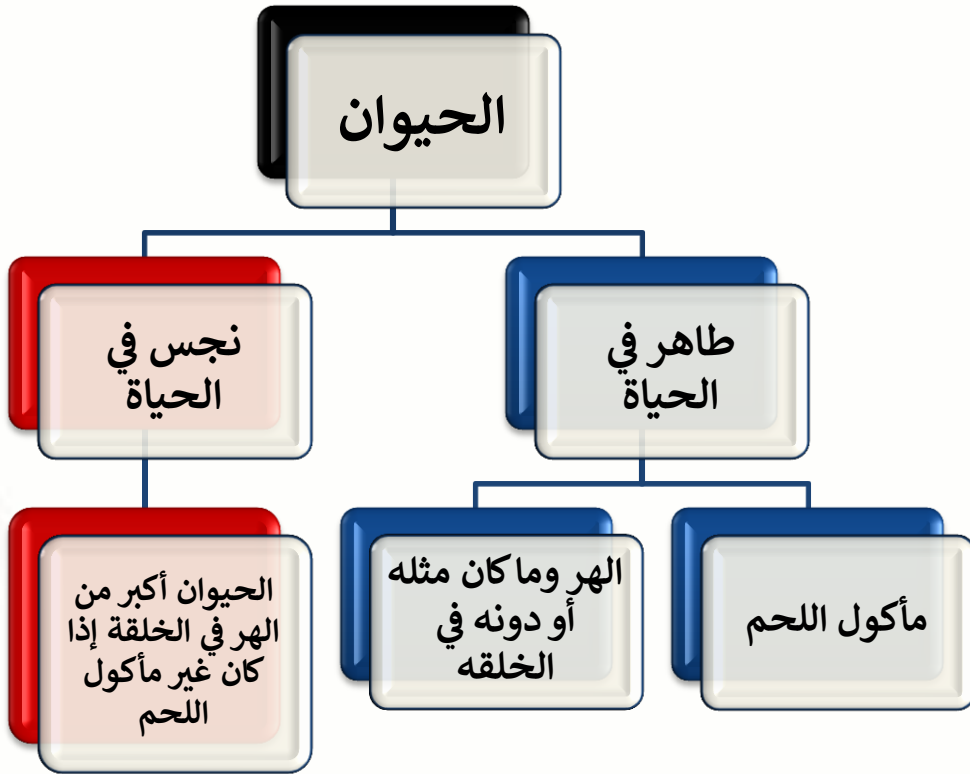 الحيوان
طاهر في
الحياة
نجس في
الحياة
مأكول اللحم
الهر وما كان مثله
أو دونه في
الخلقه
الحيوان أكبر من
الهر في الخلقة إذا
كان غير مأكول
اللحم